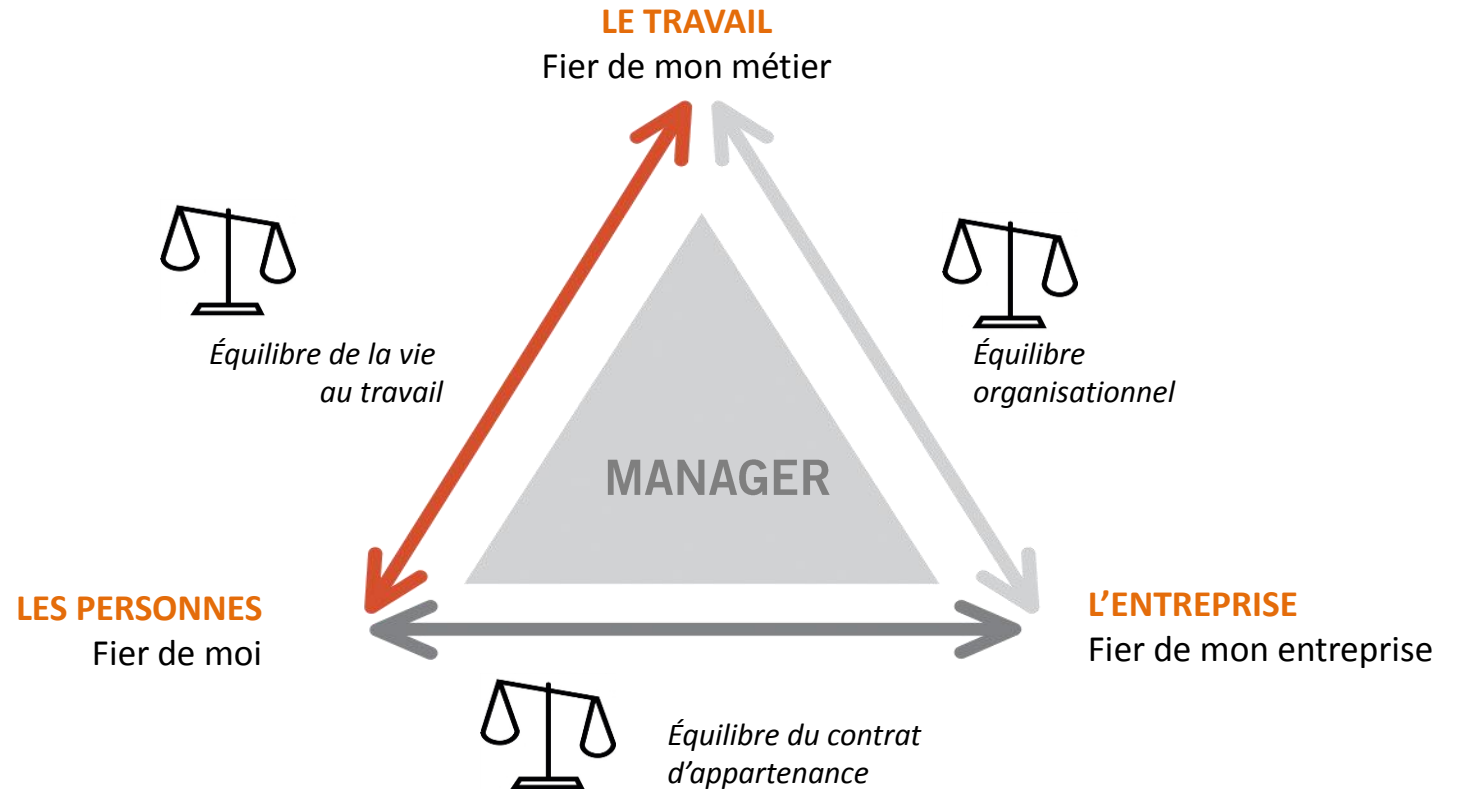 LE TRAVAIL
Fier de mon métier
Équilibre de la vie
au travail
Équilibre
organisationnel
MANAGER
LES PERSONNES
Fier de moi
L’ENTREPRISE
Fier de mon entreprise
Équilibre du contrat
d’appartenance